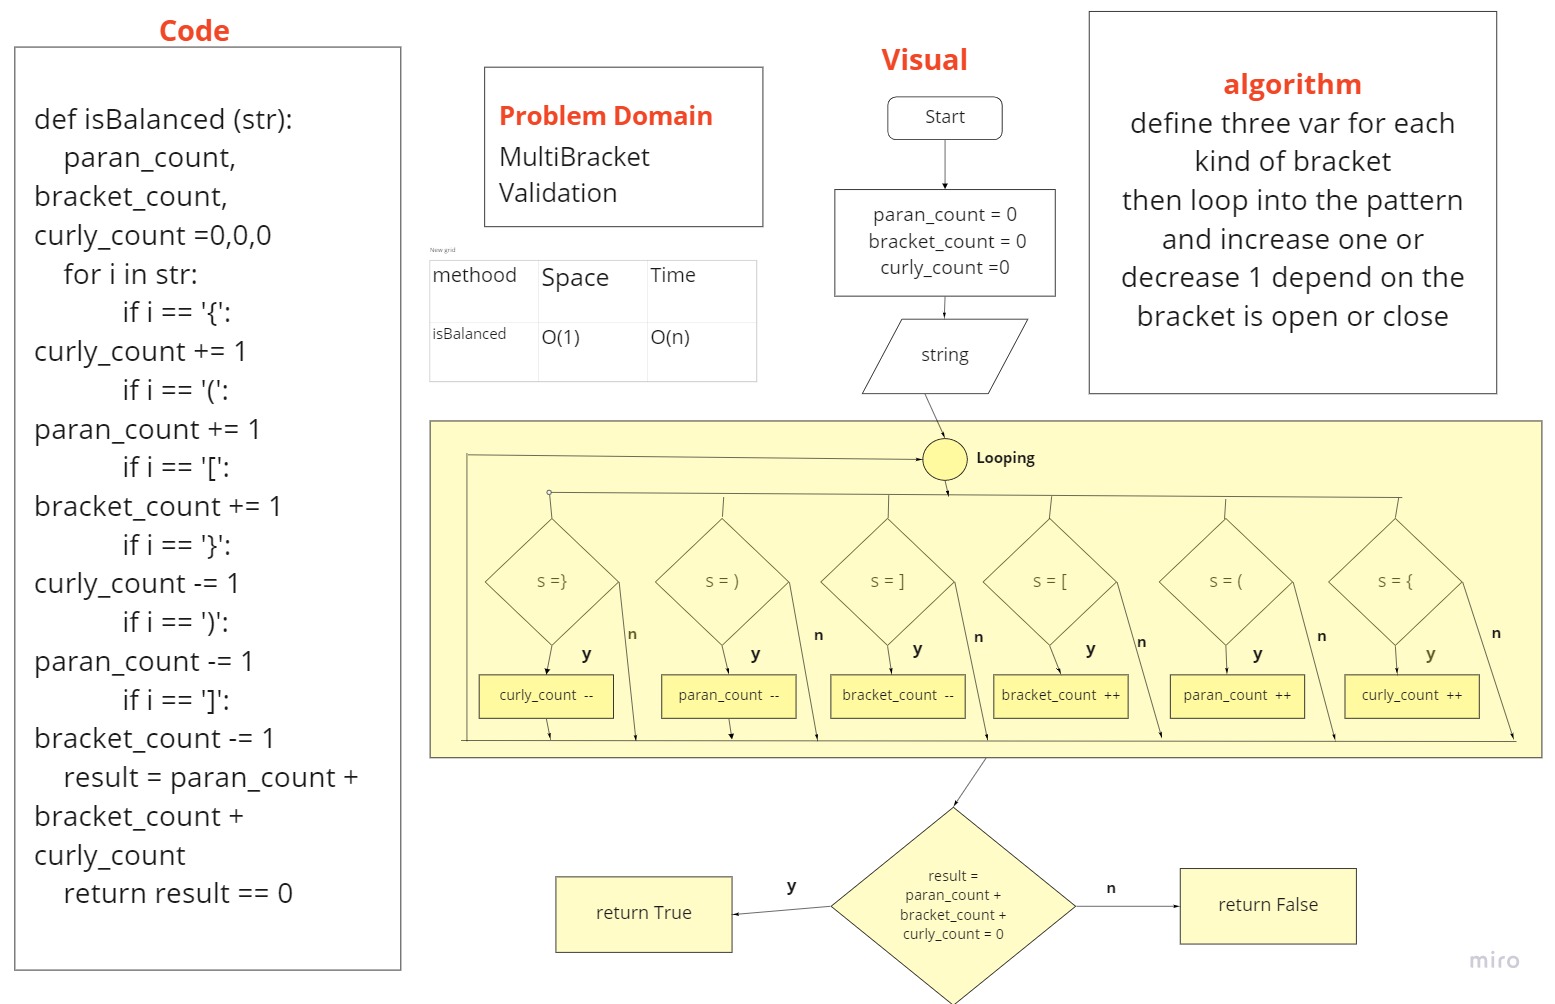 Code
def isBalanced (str):
paran_count,
bracket_count,
curly_count =0,0,0
for i in str:
if i == '{':
curly_count += 1
if i == '(':
paran_count += 1
if i == '[':
bracket_count += 1
if i == '}':
curly_count -= 1
if i == ')':
paran_count -= 1
if i == ']':
bracket_count -= 1
result = paran_count +
bracket_count +
curly_count
return result == 0
Problem Domain
MultiBracket
Validation
New grid
methood Space Time
isBalanced O(1) O(n)
Visual
Start
paran_count = 0
bracket_count = 0
curly_count =0
string
algorithm
define three var for each
kind of bracket
then loop into the pattern
and increase one or
decrease 1 depend on the
bracket is open or close
Looping
s =} s = ) s = ] s = [ s = ( s = {
n n n n n n
y y y y y y
curly_count -- paran_count -- bracket_count -- bracket_count ++ paran_count ++ curly_count ++
result =
paran_count +
bracket_count +
curly_count = 0
y
n
return True
return False
miro